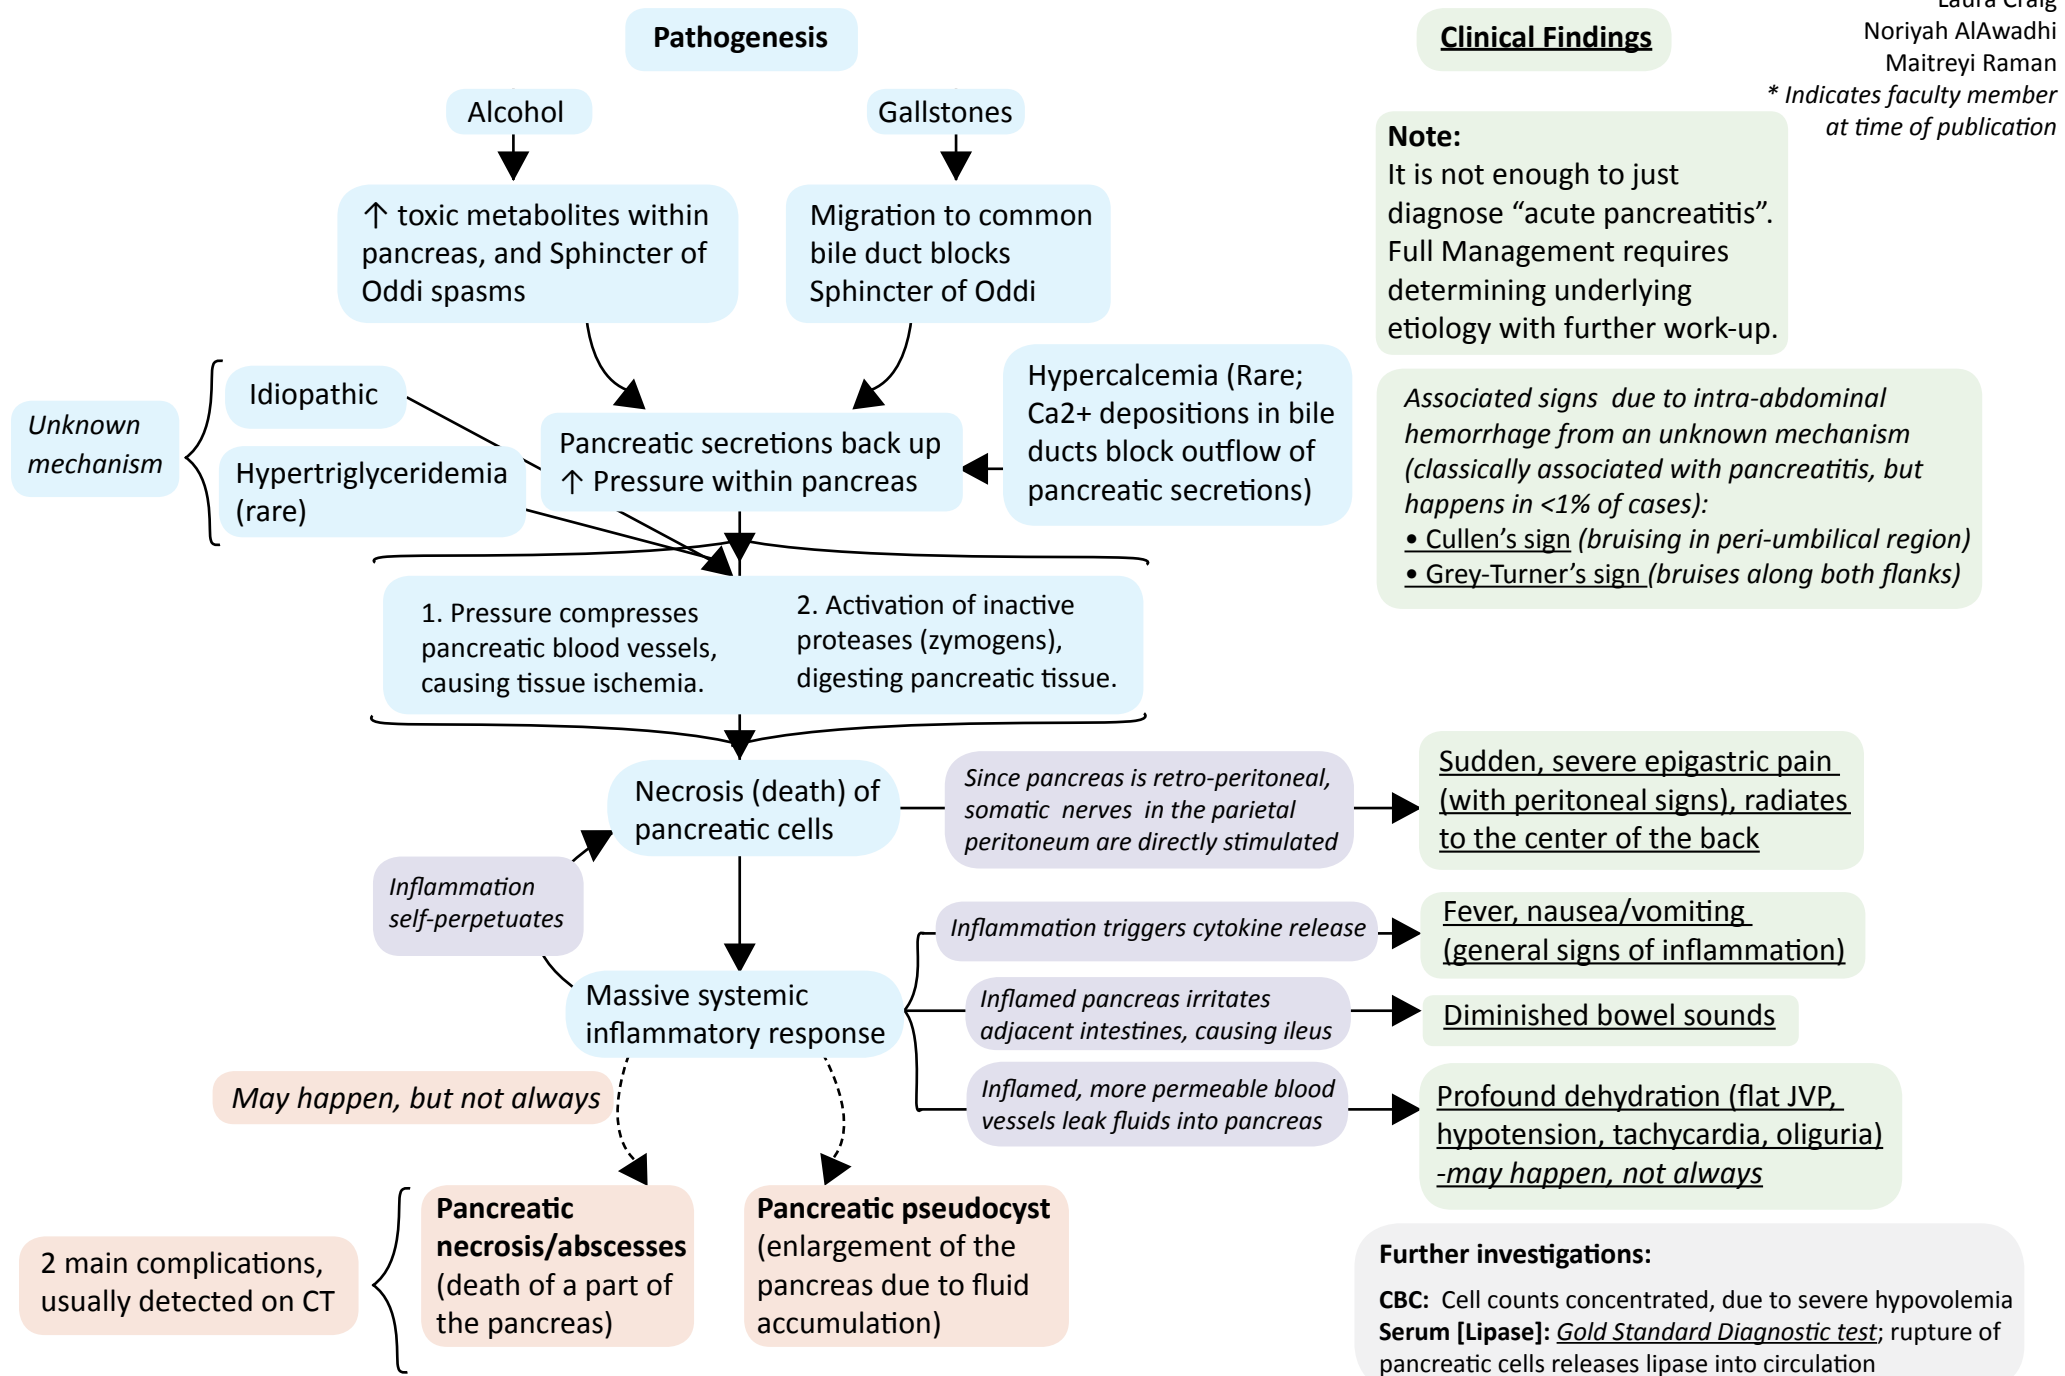 Laura Craig
Noriyah AlAwadhi
Maitreyi Raman
* Indicates faculty member
at time of publication
Pathogenesis
Clinical Findings
Alcohol
Gallstones
↑ toxic metabolites within
pancreas, and Sphincter of
Oddi spasms
Migration to common
bile duct blocks
Sphincter of Oddi
Note:
It is not enough to just
diagnose “acute pancreatitis”.
Full Management requires
determining underlying
etiology with further work-up.
Unknown
mechanism
Idiopathic
Hypertriglyceridemia
(rare)
Pancreatic secretions back up
↑ Pressure within pancreas
Hypercalcemia (Rare;
Ca2+ depositions in bile
ducts block outflow of
pancreatic secretions)
Associated signs due to intra-abdominal
hemorrhage from an unknown mechanism
(classically associated with pancreatitis, but
happens in <1% of cases):
• Cullen’s sign (bruising in peri-umbilical region)
• Grey-Turner’s sign (bruises along both flanks)
1. Pressure compresses
pancreatic blood vessels,
causing tissue ischemia.
2. Activation of inactive
proteases (zymogens),
digesting pancreatic tissue.
Necrosis (death) of
pancreatic cells
Since pancreas is retro-peritoneal,
somatic nerves in the parietal
peritoneum are directly stimulated
Sudden, severe epigastric pain
(with peritoneal signs), radiates
to the center of the back
Inflammation
self-perpetuates
Inflammation triggers cytokine release
Fever, nausea/vomiting
(general signs of inflammation)
Massive systemic
inflammatory response
Inflamed pancreas irritates
adjacent intestines, causing ileus
Diminished bowel sounds
May happen, but not always
Inflamed, more permeable blood
vessels leak fluids into pancreas
Profound dehydration (flat JVP,
hypotension, tachycardia, oliguria)
-may happen, not always
2 main complications,
usually detected on CT
Pancreatic
necrosis/abscesses
(death of a part of
the pancreas)
Pancreatic pseudocyst
(enlargement of the
pancreas due to fluid
accumulation)
Further investigations:
CBC: Cell counts concentrated, due to severe hypovolemia
Serum [Lipase]: Gold Standard Diagnostic test; rupture of
pancreatic cells releases lipase into circulation